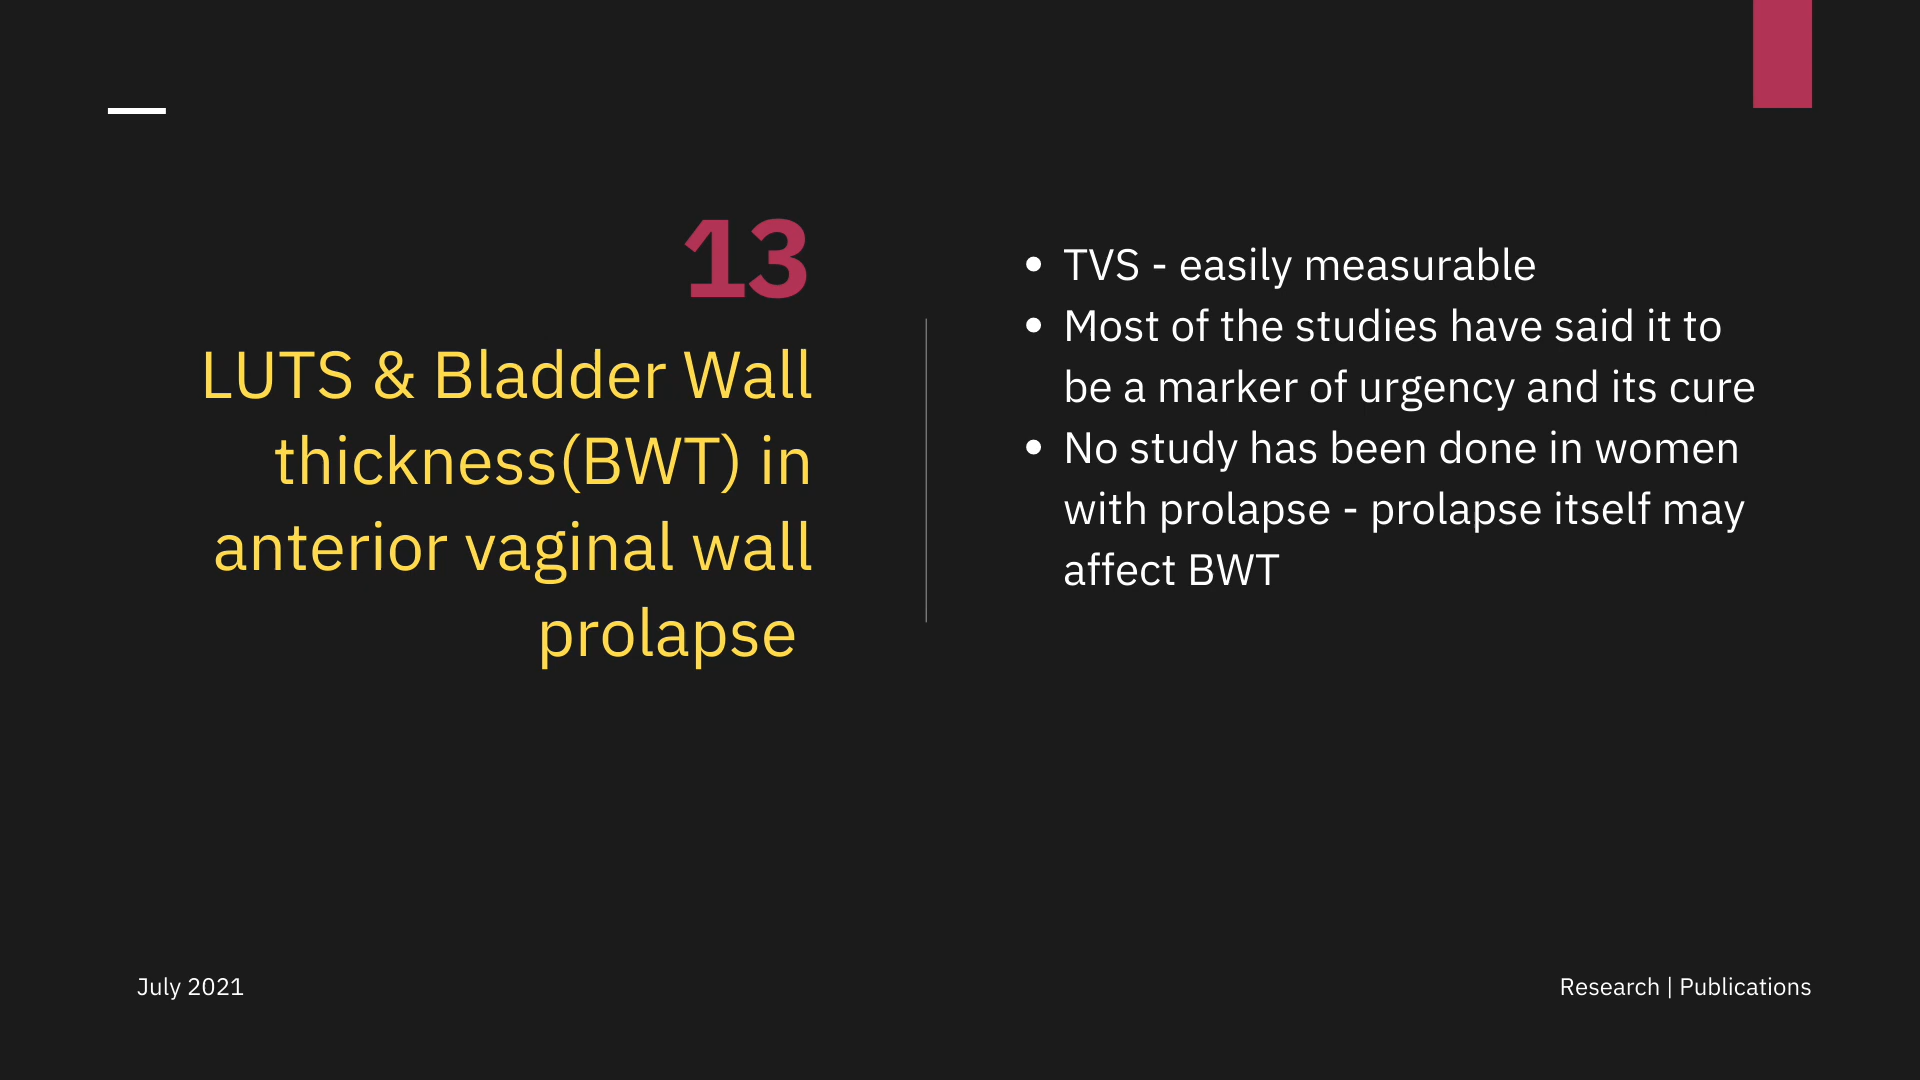 13
LUTS & Bladder Wall
thickness(BWT) in
anterior vaginal wall
prolapse
• TVS - easily measurable
• Most of the studies have said it to
be a marker of urgency and its cure
• No study has been done in women
with prolapse - prolapse itself may
affect BWT
July 2021
Research | Publications